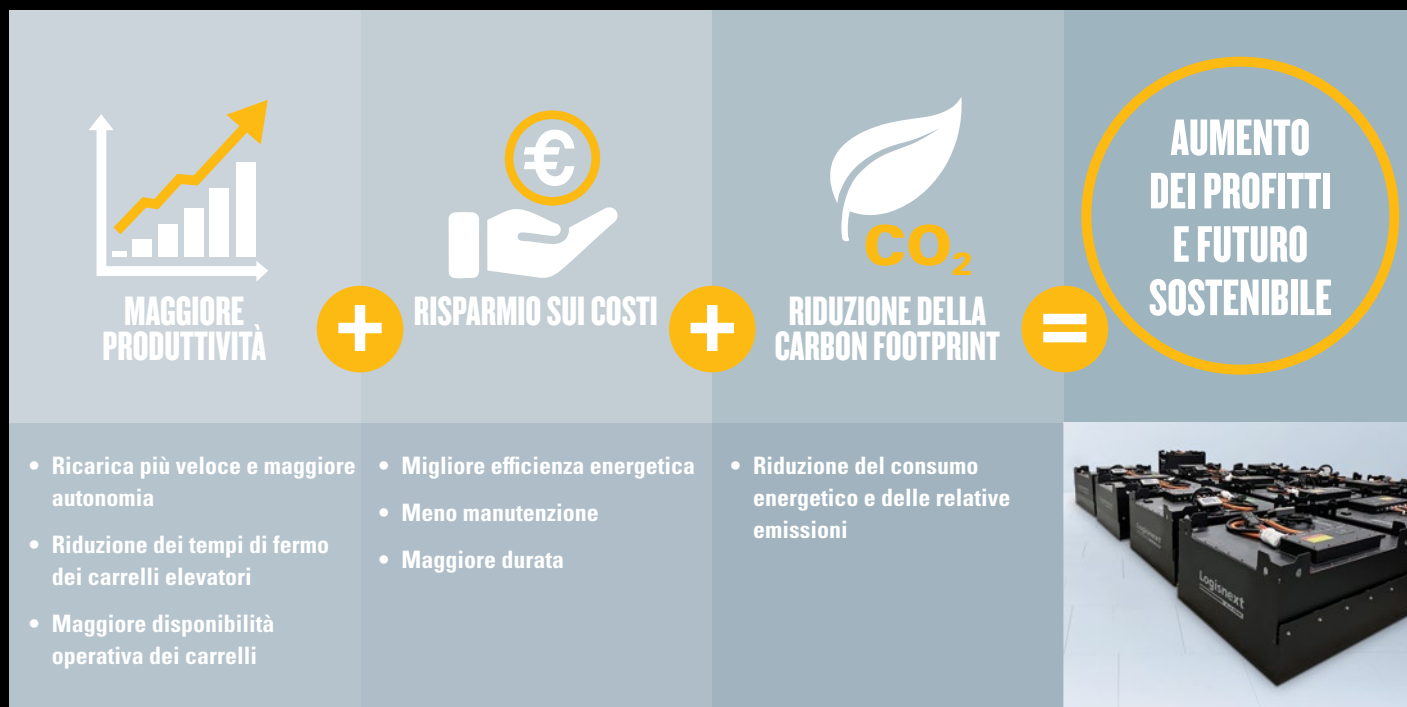 €
CO₂
MAGGIORE
PRODUTTIVITÀ
+
RISPARMIO SUI COSTI
+
RIDUZIONE DELLA
CARBON FOOTPRINT
=
AUMENTO
DEI PROFITTI
E FUTURO
SOSTENIBILE
• Ricarica più veloce e maggiore
autonomia
• Riduzione dei tempi di fermo
dei carrelli elevatori
• Maggiore disponibilità
operativa dei carrelli
• Migliore efficienza energetica
• Meno manutenzione
• Maggiore durata
• Riduzione del consumo
energetico e delle relative
emissioni
Logisnext